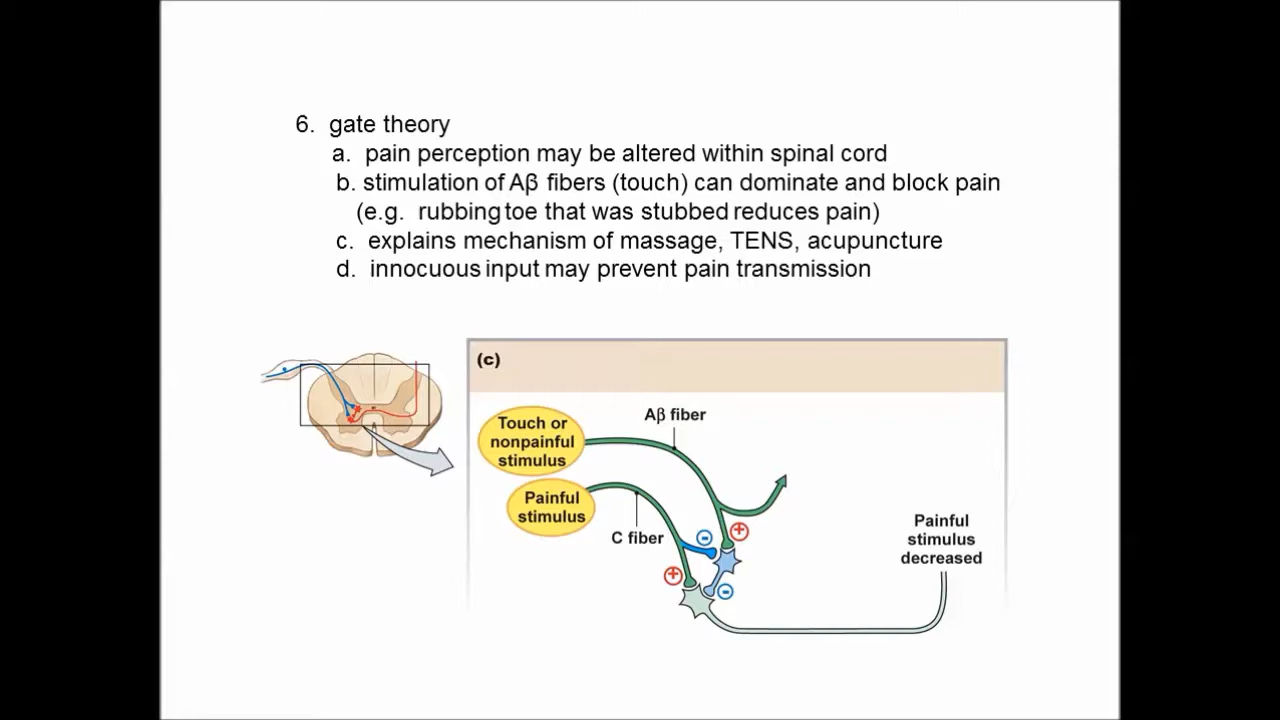 6. gate theory
a. pain perception may be altered within spinal cord
b. stimulation of Aβ fibers (touch) can dominate and block pain
(e.g. rubbing toe that was stubbed reduces pain)
c. explains mechanism of massage, TENS, acupuncture
d. innocuous input may prevent pain transmission
(c)
Touch or
nonpainful
stimulus
Aβ fiber
Painful
stimulus
C fiber
−
+
+
−
Painful
stimulus
decreased